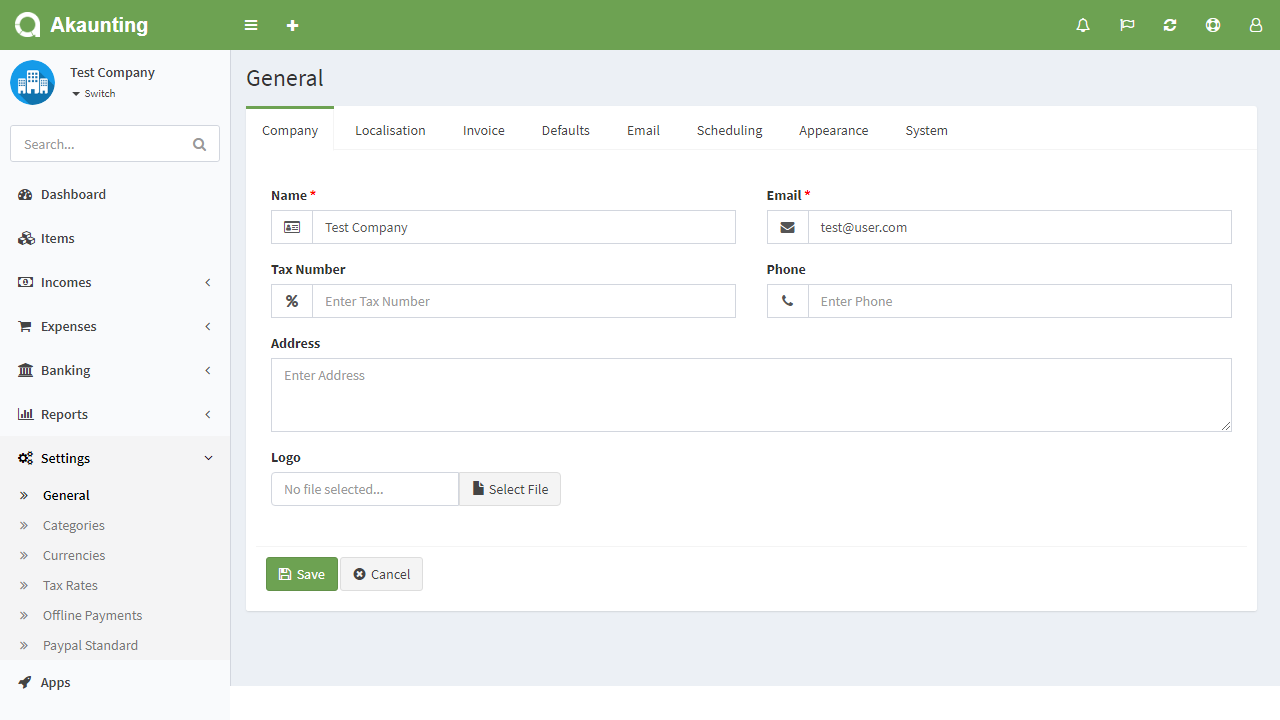 Akaunting
Test Company
Switch
Search...
Dashboard
Items
Incomes
Expenses
Banking
Reports
Settings
General
Categories
Currencies
Tax Rates
Offline Payments
Paypal Standard
Apps
General
Company Localisation Invoice Defaults Email Scheduling Appearance System
Name * Email *
Test Company test@user.com
Tax Number Phone
Enter Tax Number Enter Phone
Address
Enter Address
Logo
No file selected... Select File
Save Cancel